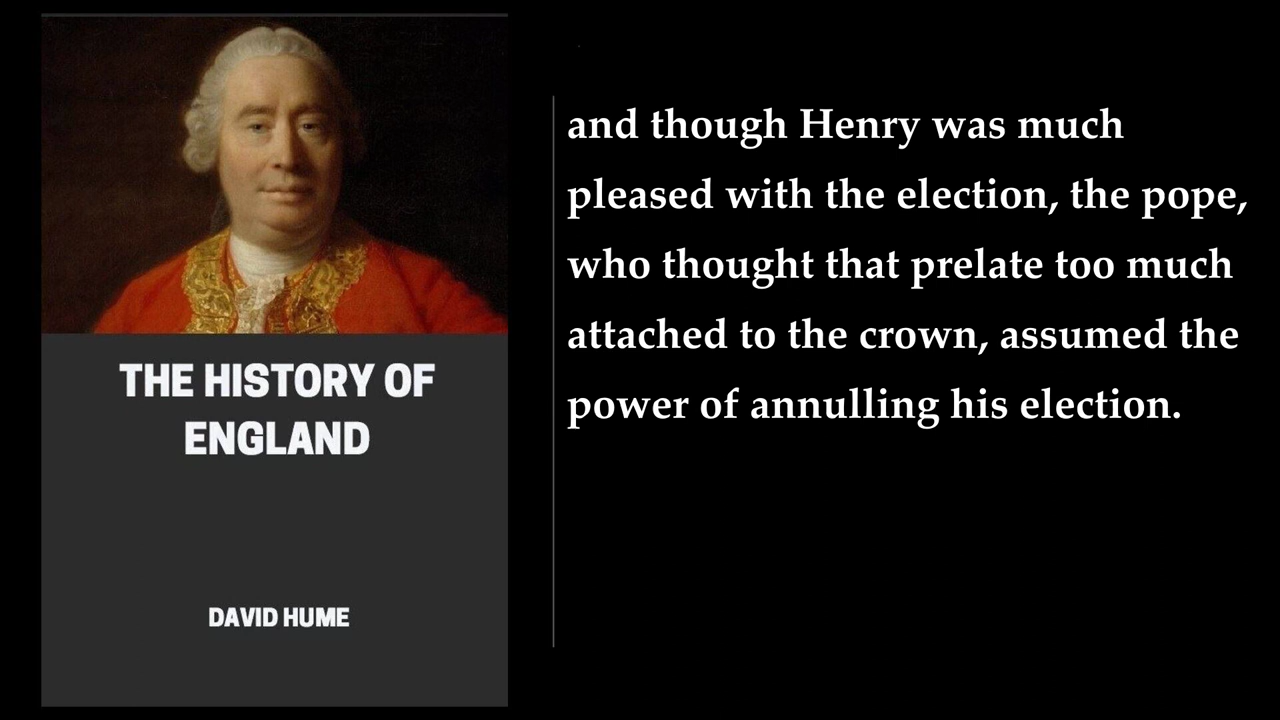 THE HISTORY OF
ENGLAND
DAVID HUME
and though Henry was much
pleased with the election, the pope,
who thought that prelate too much
attached to the crown, assumed the
power of annulling his election.